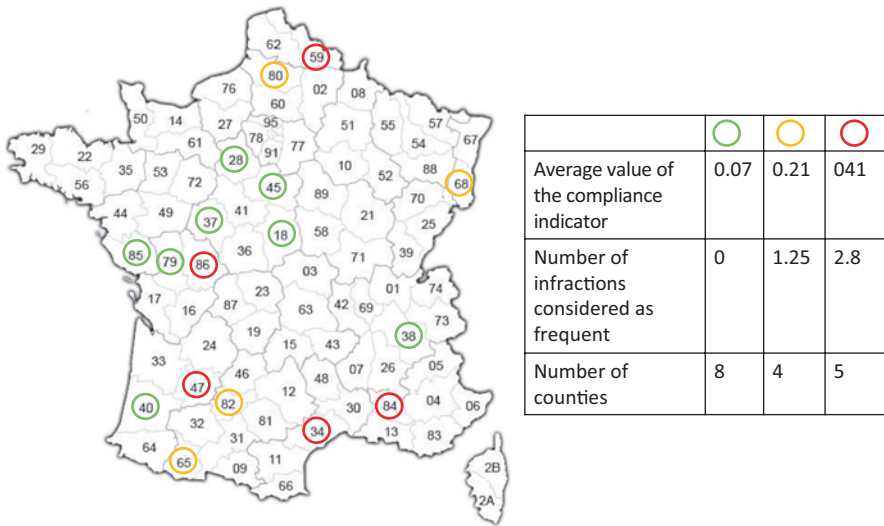 62 59
80
76 02 08
60
50 14 27 95 51 55 57 67
78 77 54
61 91
29 22 28 10 88
35 53 52 68
56 72 45 89 70
44 49 41 21 25
37
18 58
85 79 36 71 39
86
03
17 01 74
23
16 87 42 69
63 73
19 38
24 15 43
33 05
46 07 26
47 48
12
40 82 30 84 04 06
32 81
34 13 83
31
64 65 11
09
66
2B
2A
Average value of 0.07 0.21 041
the compliance
indicator
Number of 0 1.25 2.8
infractions
considered as
frequent
Number of 8 4 5
counties